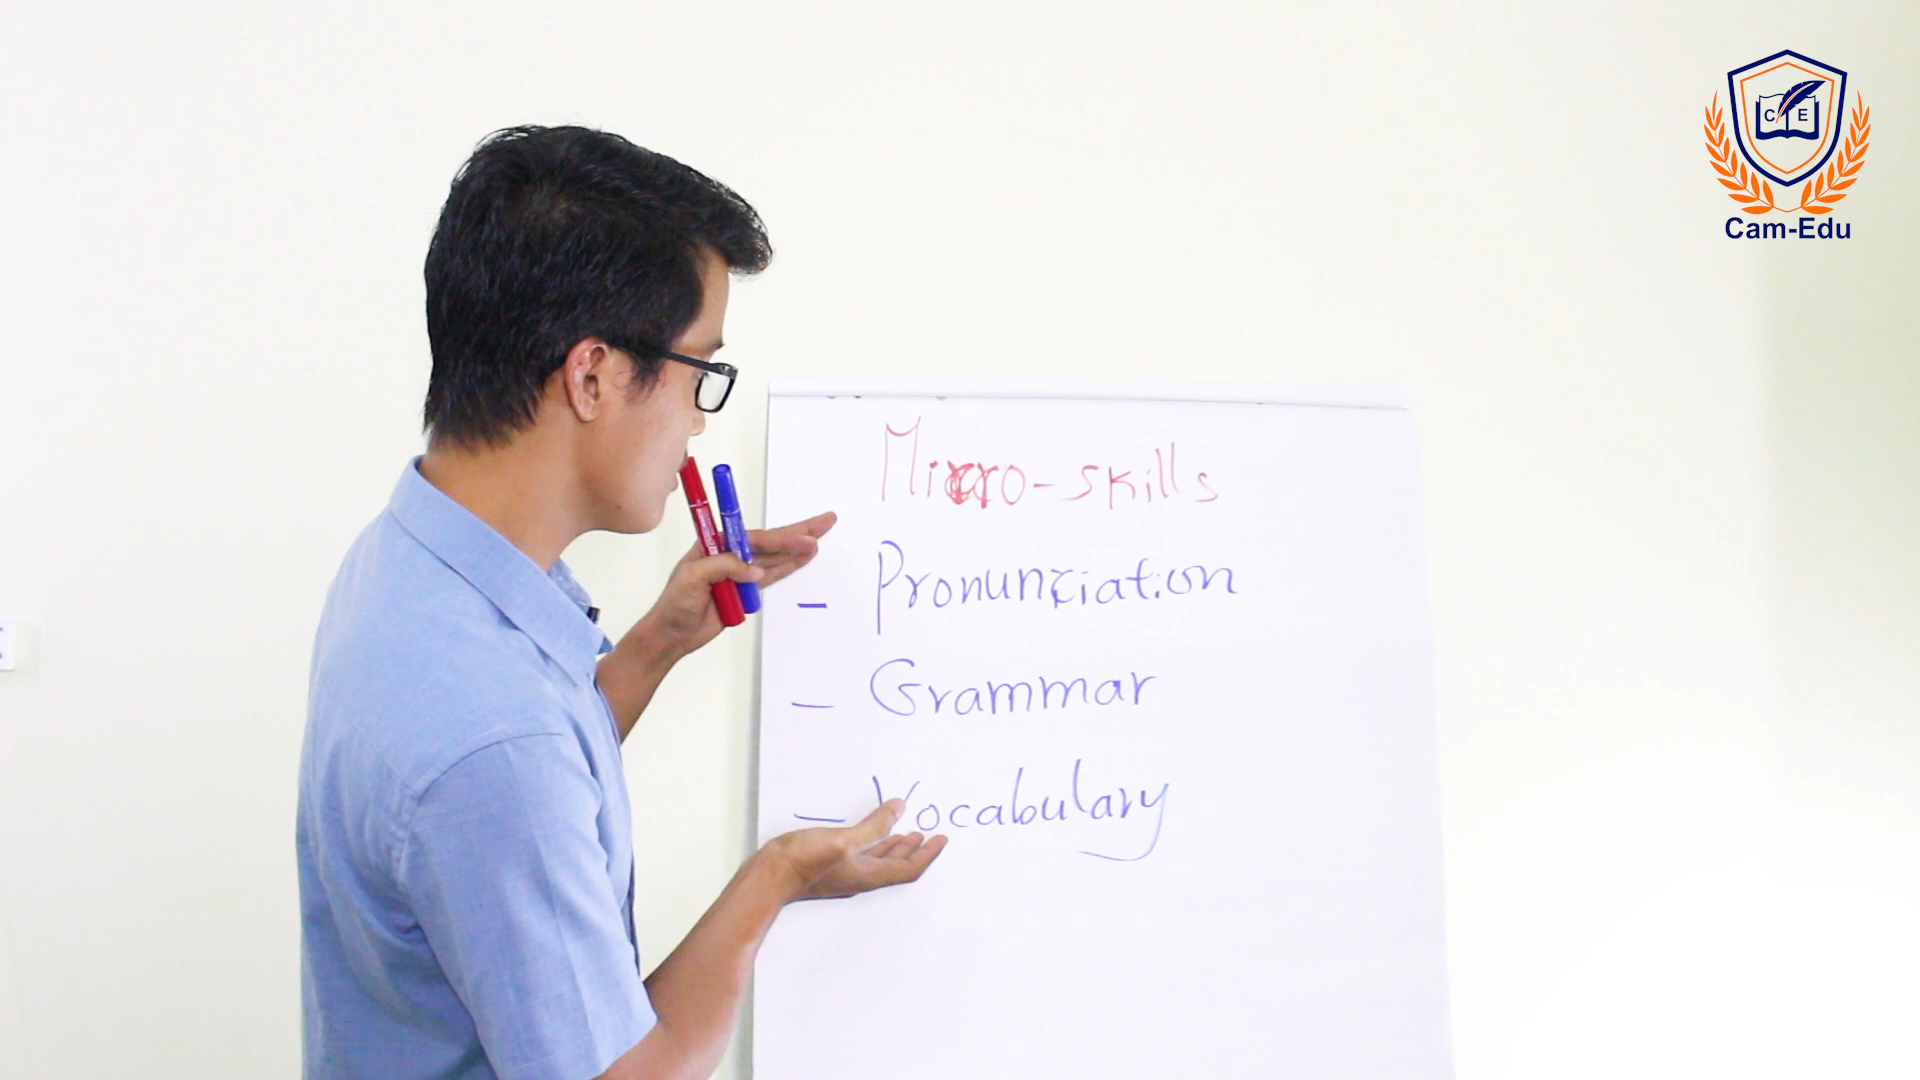 C E
Cam-Edu
Micro-skills
- Pronunciation
- Grammar
- Vocabulary